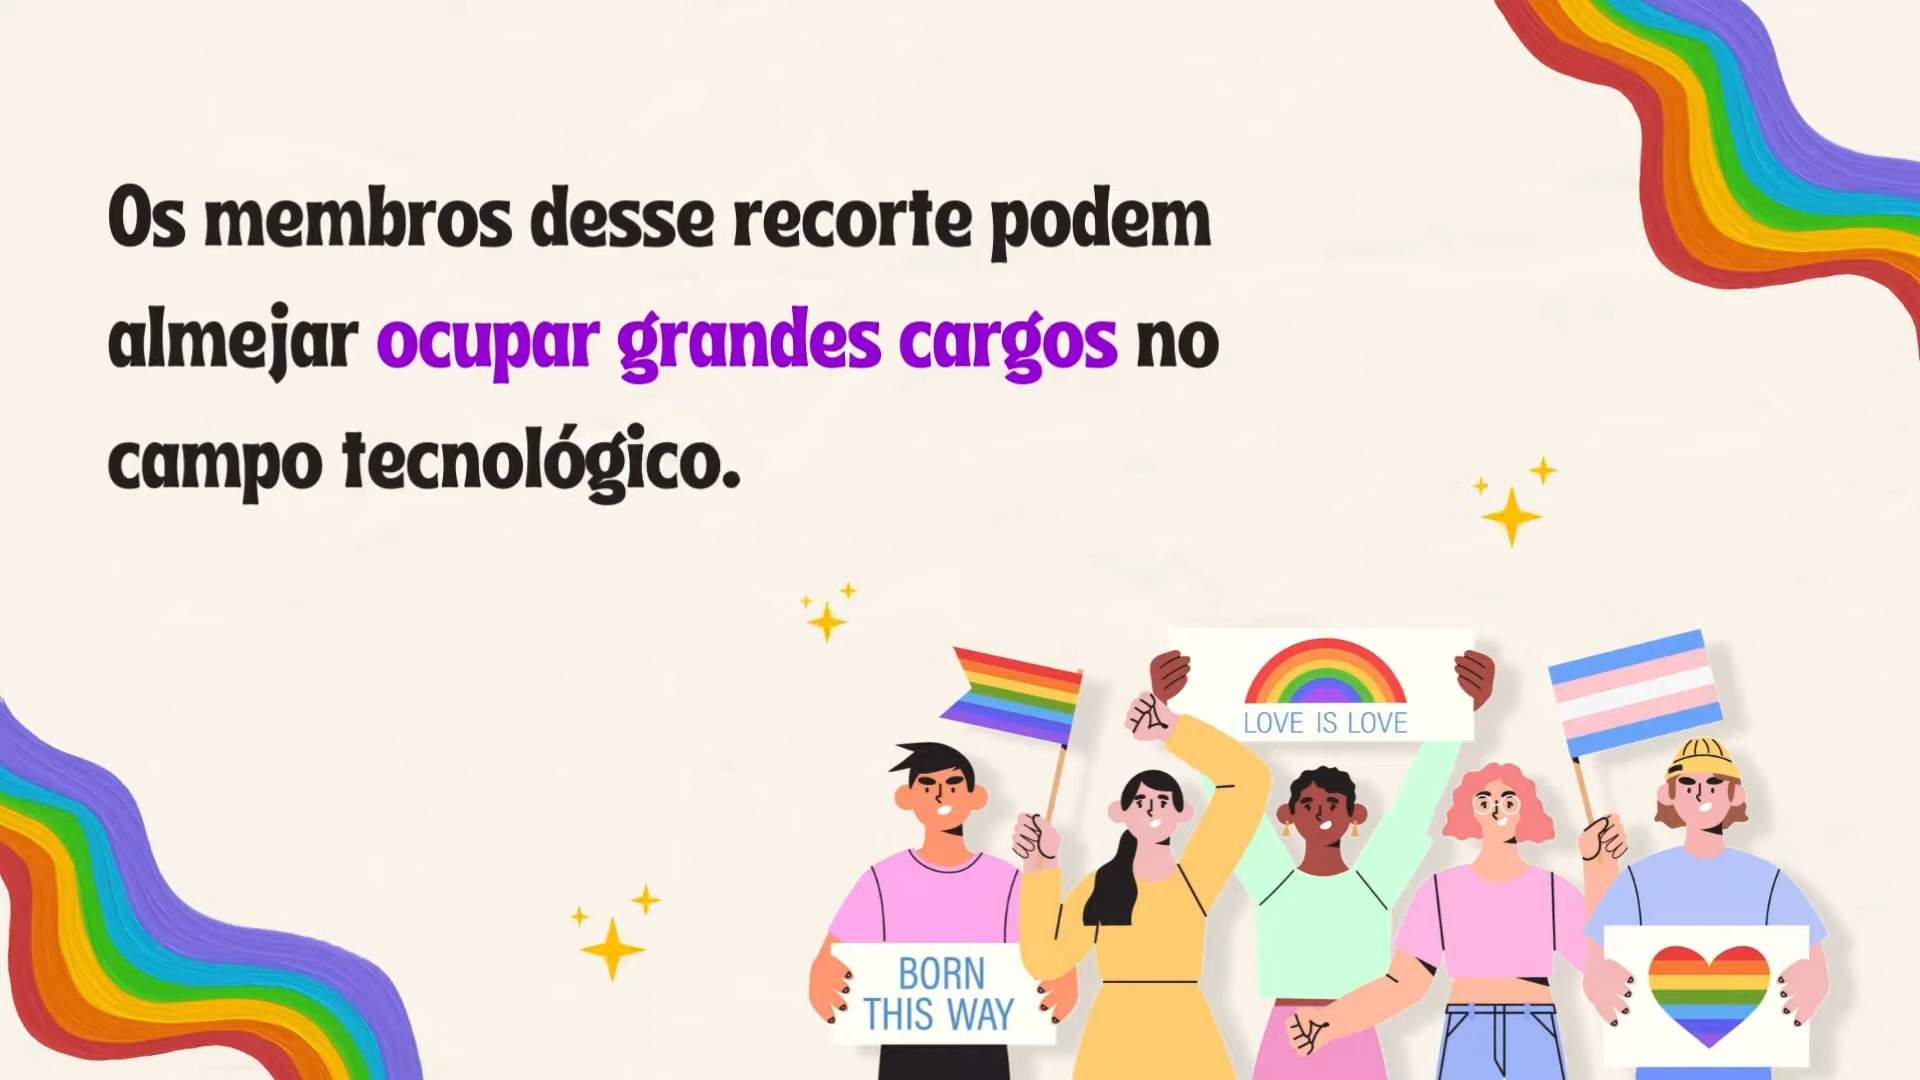 Os membros desse recorte podem
almejar ocupar grandes cargos no
campo tecnológico.
LOVE IS LOVE
BORN
THIS WAY